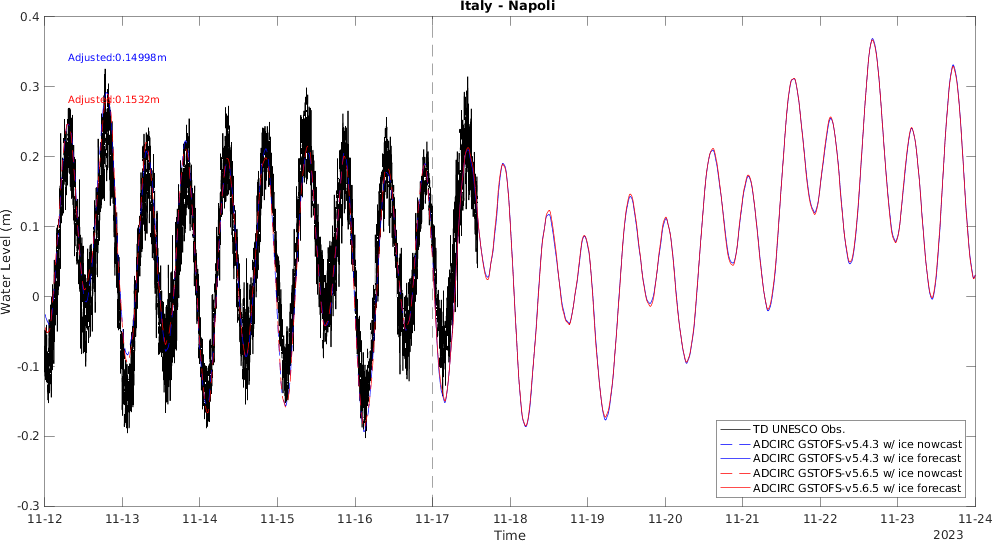 Italy - Napoli
Adjusted:0.14998m
Adjusted:0.1532m
Water Level (m)
0.4
0.3
0.2
0.1
0
-0.1
-0.2
-0.3
TD UNESCO Obs.
ADCIRC GSTOFS-v5.4.3 w/ ice nowcast
ADCIRC GSTOFS-v5.4.3 w/ ice forecast
ADCIRC GSTOFS-v5.6.5 w/ ice nowcast
ADCIRC GSTOFS-v5.6.5 w/ ice forecast
11-12 11-13 11-14 11-15 11-16 11-17 11-18 11-19 11-20 11-21 11-22 11-23 11-24
Time
2023